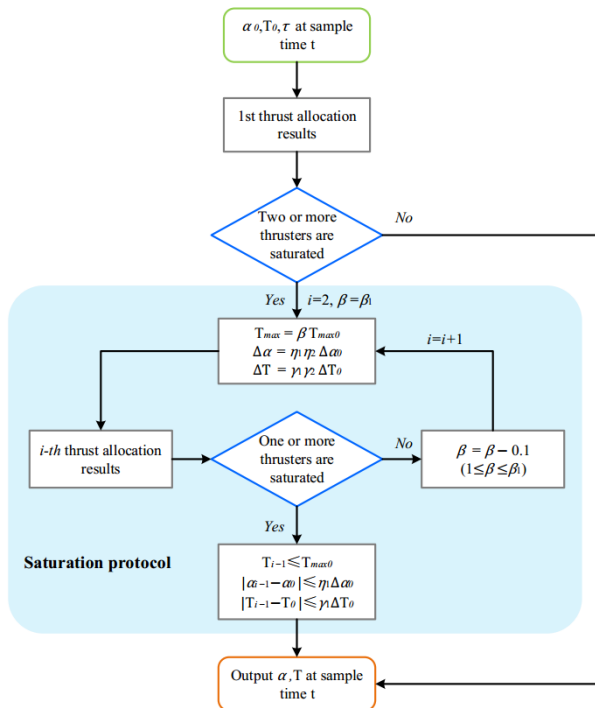 α₀,T₀,τ at sample
time t
1st thrust allocation
results
Two or more
thrusters are
saturated
No
Yes
i=2, β=β₁
Tmax = β Tmax0
Δα = η₁η₂ Δα₀
ΔT = γ₁γ₂ ΔT₀
i=i+1
i-th thrust allocation
results
One or more
thrusters are
saturated
No
β = β − 0.1
(1≤β≤β₁)
Yes
Saturation protocol
Tᵢ₋₁≤Tmax0
|αᵢ₋₁−α₀|≤η₁Δα₀
|Tᵢ₋₁−T₀|≤γ₁ΔT₀
Output α,T at sample
time t